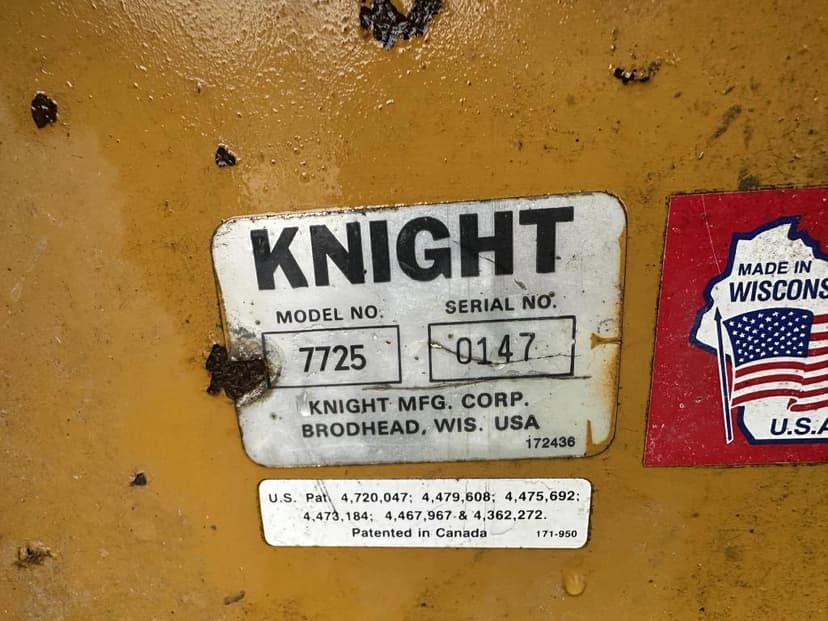 KNIGHT
MODEL NO. SERIAL NO.
7725 0147
KNIGHT MFG. CORP.
BRODHEAD, WIS. USA
172436
U.S. Pat. 4,720,047; 4,479,608; 4,475,692;
4,473,184; 4,467,967 & 4,362,272.
Patented in Canada 171-950
MADE IN
WISCONS
U.S.A